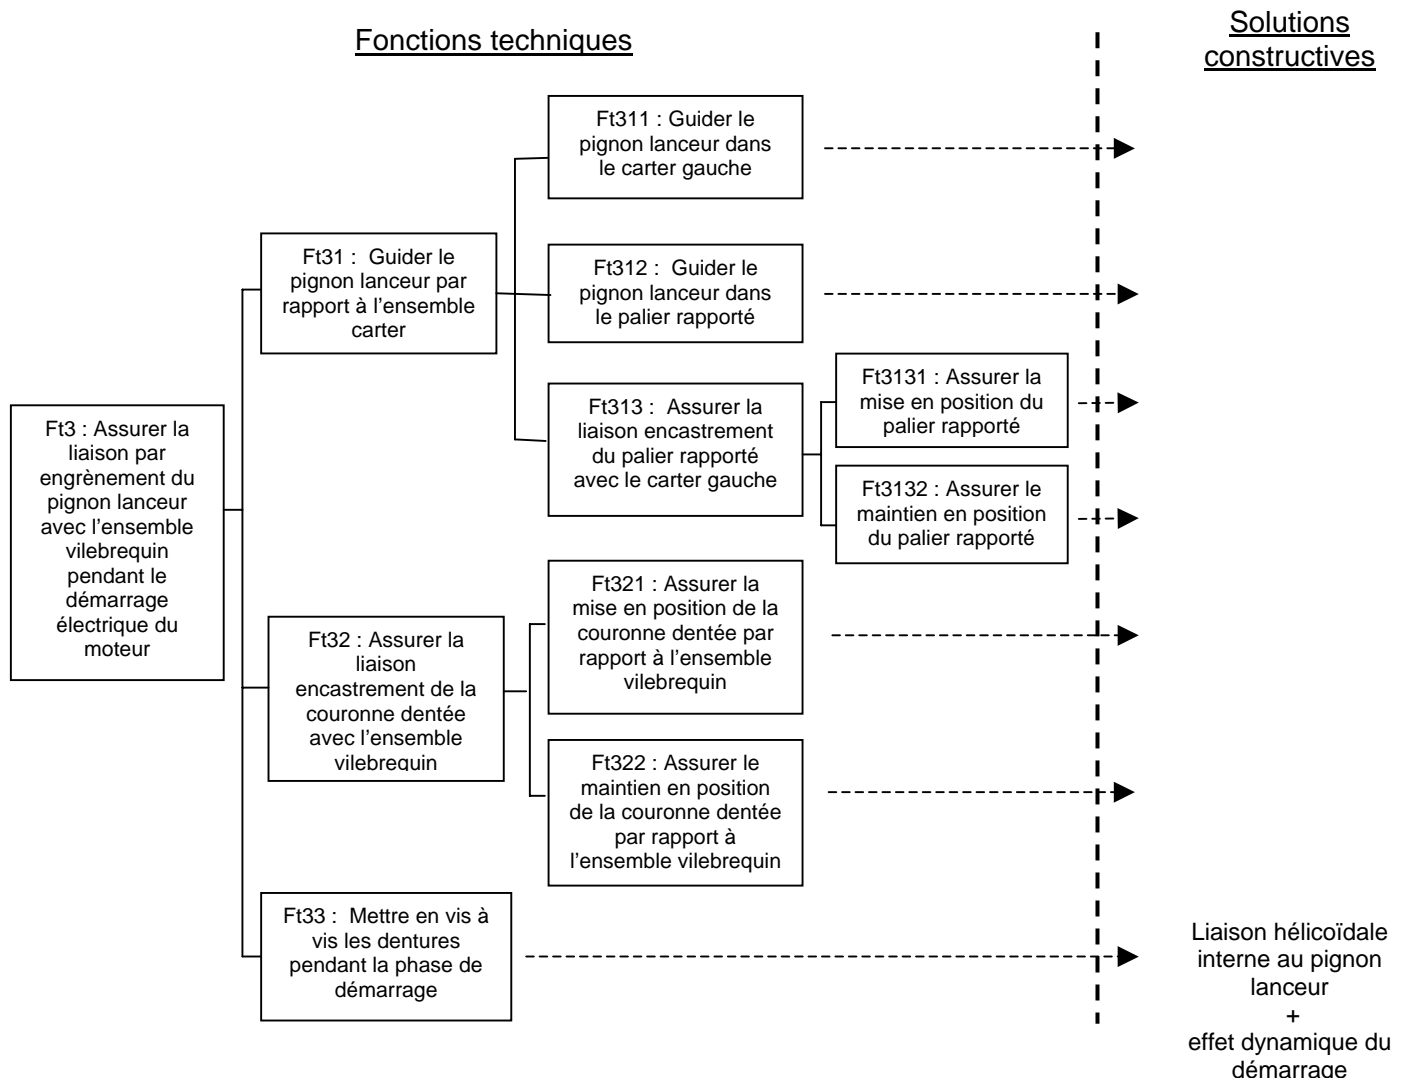 Fonctions techniques
Solutions
constructives
Ft311 : Guider le
pignon lanceur dans
le carter gauche
Ft31 : Guider le
pignon lanceur par
rapport à l'ensemble
carter
Ft312 : Guider le
pignon lanceur dans
le palier rapporté
Ft313 : Assurer la
liaison encastrement
du palier rapporté
avec le carter gauche
Ft3131 : Assurer la
mise en position du
palier rapporté
Ft3132 : Assurer le
maintien en position
du palier rapporté
Ft3 : Assurer la
liaison par
engrènement du
pignon lanceur
avec l'ensemble
vilebrequin
pendant le
démarrage
électrique du
moteur
Ft32 : Assurer la
liaison
encastrement de la
couronne dentée
avec l'ensemble
vilebrequin
Ft321 : Assurer la
mise en position de la
couronne dentée par
rapport à l'ensemble
vilebrequin
Ft322 : Assurer le
maintien en position
de la couronne dentée
par rapport à
l'ensemble vilebrequin
Ft33 : Mettre en vis à
vis les dentures
pendant la phase de
démarrage
Liaison hélicoïdale
interne au pignon
lanceur
+
effet dynamique du
démarrage